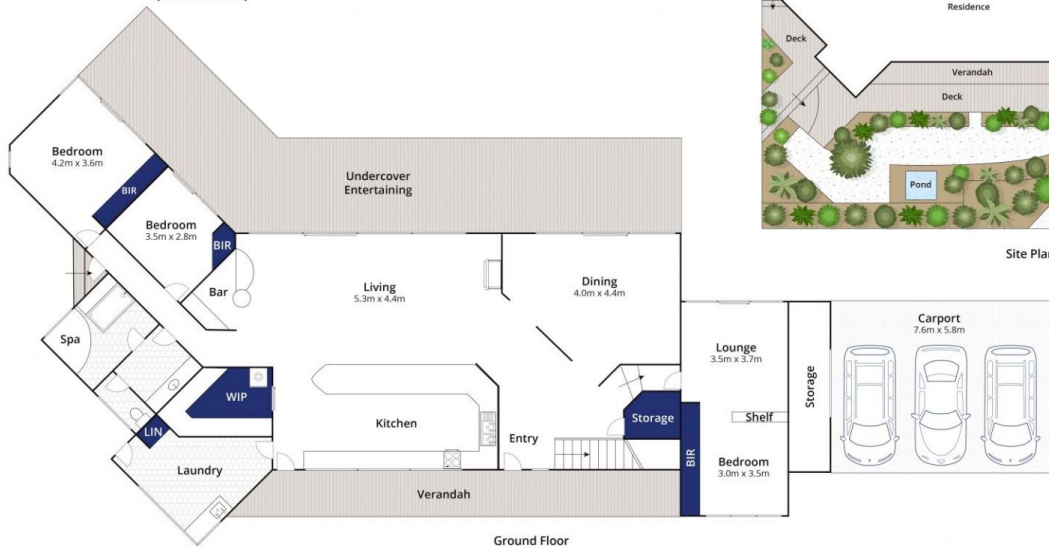 Residence
Deck
Verandah
Deck
Pond
Site Plan
Bedroom
4.2m x 3.6m
BIR
Bedroom
3.5m x 2.8m
BIR
Undercover
Entertaining
Bar
Living
5.3m x 4.4m
Dining
4.0m x 4.4m
Spa
WIP
LIN
Laundry
Kitchen
Entry
Storage
BIR
Lounge
3.5m x 3.7m
Shelf
Bedroom
3.0m x 3.5m
Storage
Carport
7.6m x 5.8m
Verandah
Ground Floor